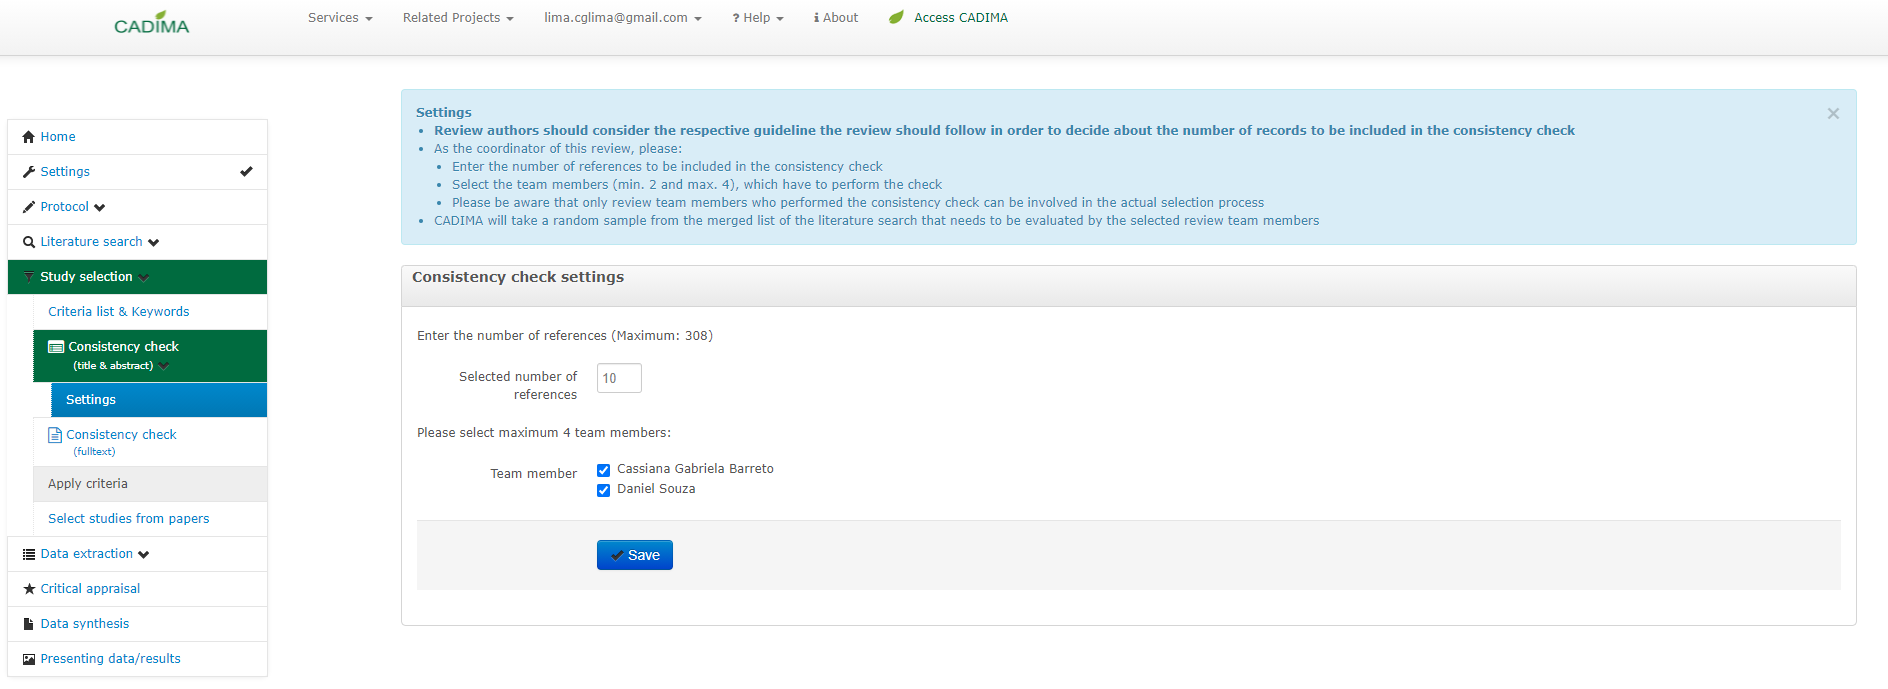 CADIMA
Services
Related Projects
lima.cglima@gmail.com
? Help
i About
Access CADIMA
Home
Settings
Protocol
Literature search
Study selection
Criteria list & Keywords
Consistency check
(title & abstract)
Settings
Consistency check
(fulltext)
Apply criteria
Select studies from papers
Data extraction
Critical appraisal
Data synthesis
Presenting data/results
Settings
×
• Review authors should consider the respective guideline the review should follow in order to decide about the number of records to be included in the consistency check
• As the coordinator of this review, please:
• Enter the number of references to be included in the consistency check
• Select the team members (min. 2 and max. 4), which have to perform the check
• Please be aware that only review team members who performed the consistency check can be involved in the actual selection process
• CADIMA will take a random sample from the merged list of the literature search that needs to be evaluated by the selected review team members
Consistency check settings
Enter the number of references (Maximum: 308)
Selected number of
references
10
Please select maximum 4 team members:
Team member
Cassiana Gabriela Barreto
Daniel Souza
Save